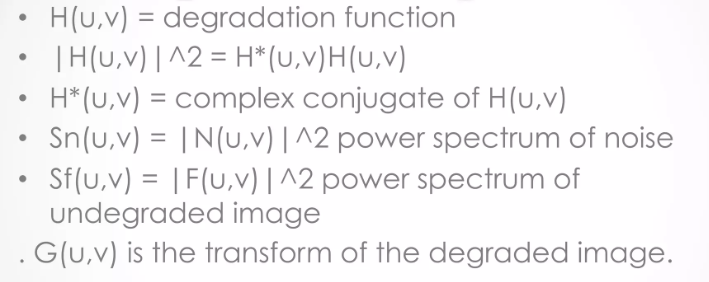 • H(u,v) = degradation function
• |H(u,v)|^2 = H*(u,v)H(u,v)
• H*(u,v) = complex conjugate of H(u,v)
• Sn(u,v) = |N(u,v)|^2 power spectrum of noise
• Sf(u,v) = |F(u,v)|^2 power spectrum of
undegraded image
. G(u,v) is the transform of the degraded image.